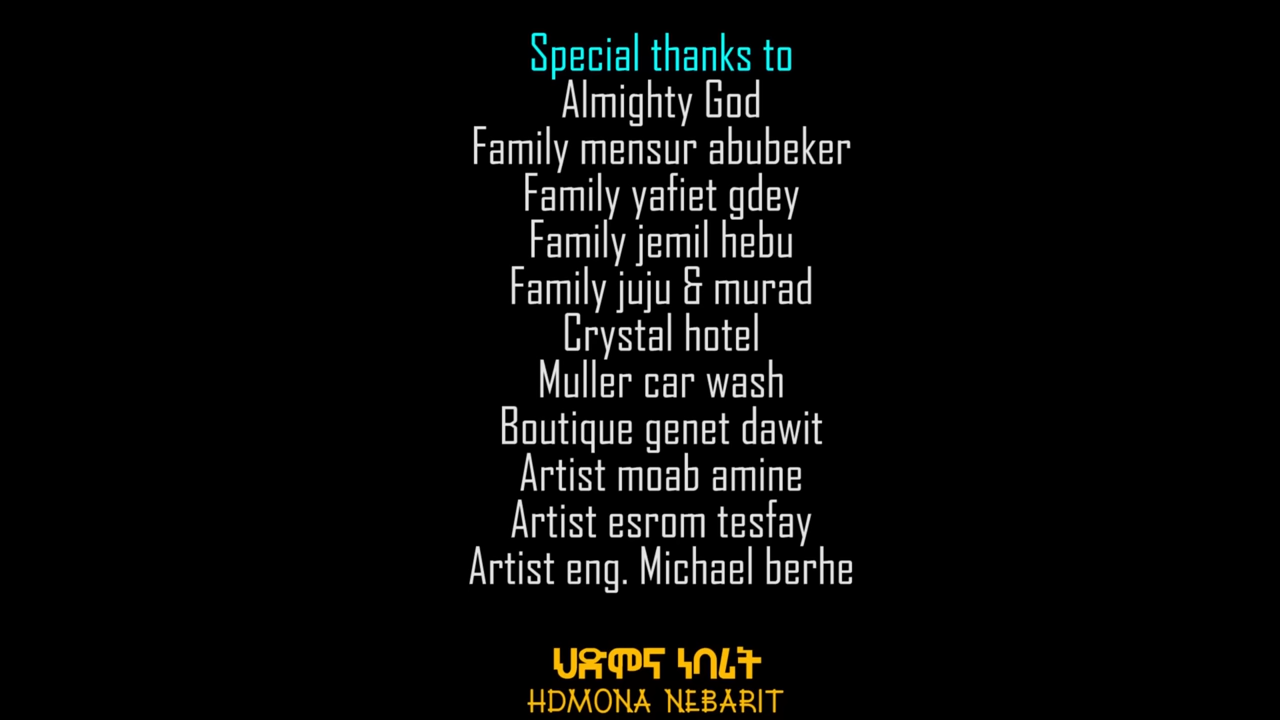 Special thanks to
Almighty God
Family mensur abubeker
Family yafiet gdey
Family jemil hebu
Family juju & murad
Crystal hotel
Muller car wash
Boutique genet dawit
Artist moab amine
Artist esrom tesfay
Artist eng. Michael berhe
ህድሞና ነባሪት
HDMONA NEBARIT